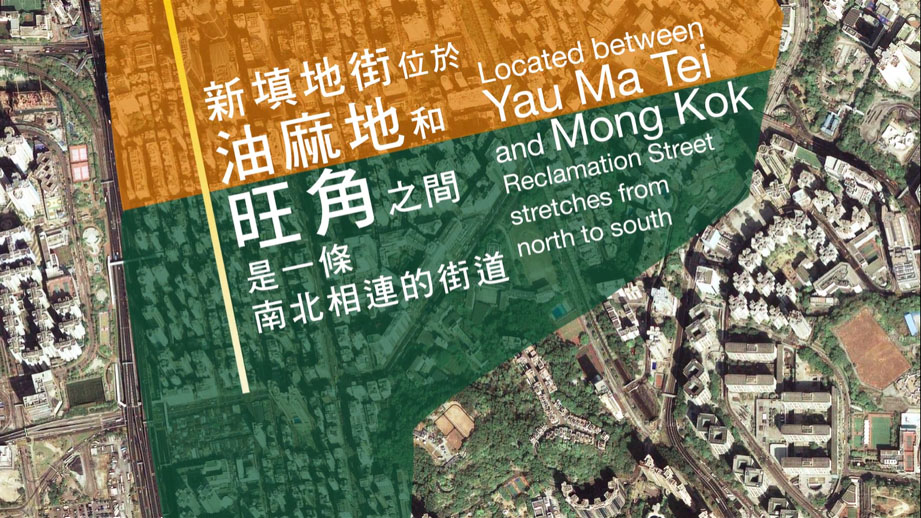 新填地街位於
油麻地和
旺角之間
是一條
南北相連的街道
Located between
Yau Ma Tei
and Mong Kok
Reclamation Street
stretches from
north to south